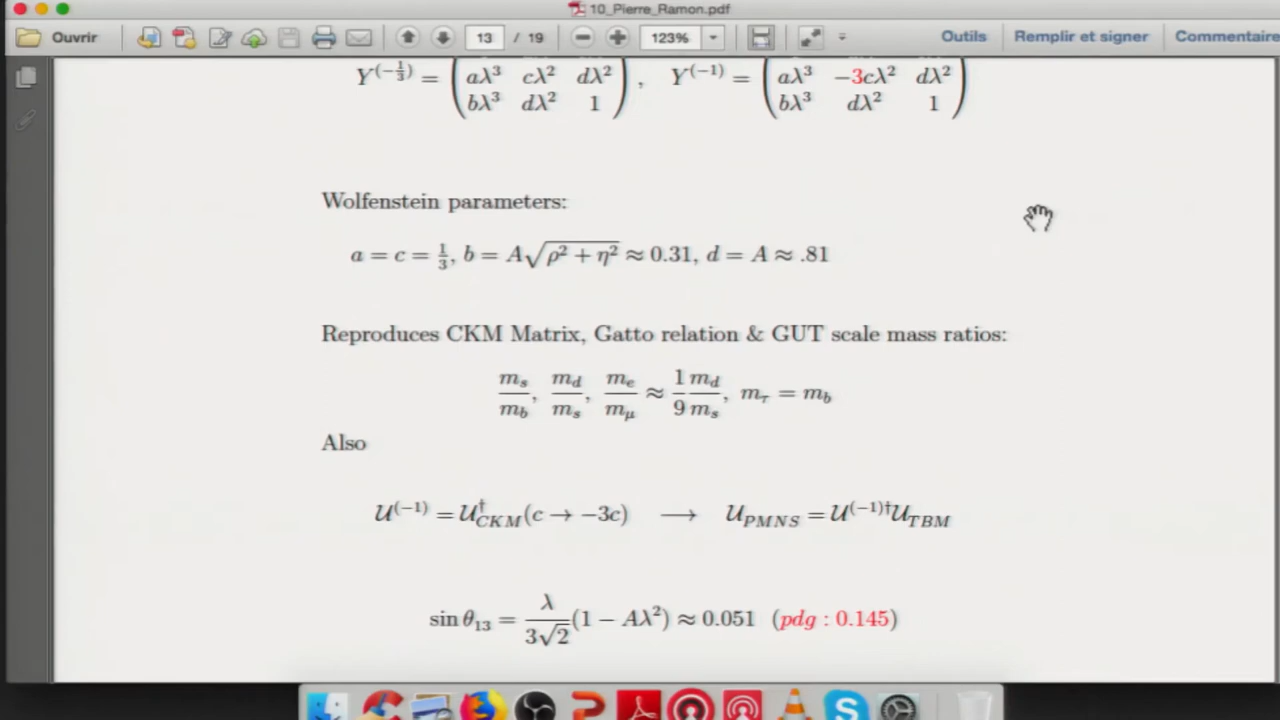 10_Pierre_Ramon.pdf
Ouvrir 13 / 19 123% Outils Remplir et signer Commentaire
Y^(−1/3) = ( aλ³ cλ² dλ² ; bλ³ dλ² 1 ) , Y^(−1) = ( aλ³ −3cλ² dλ² ; bλ³ dλ² 1 )
Wolfenstein parameters:
a = c = 1/3, b = A√(ρ² + η²) ≈ 0.31, d = A ≈ .81
Reproduces CKM Matrix, Gatto relation & GUT scale mass ratios:
m_s/m_b, m_d/m_s, m_e/m_μ ≈ 1/9 m_d/m_s, m_τ = m_b
Also
𝒰^(−1) = 𝒰†_CKM(c → −3c) ⟶ 𝒰_PMNS = 𝒰^(−1)†𝒰_TBM
sin θ₁₃ = λ/(3√2) (1 − Aλ²) ≈ 0.051 (pdg : 0.145)